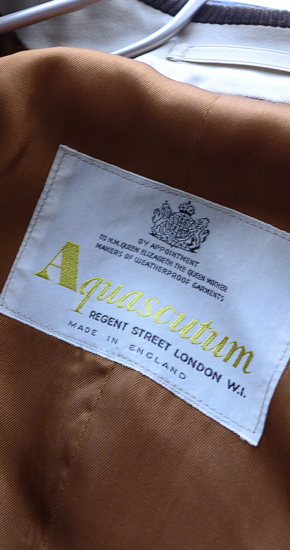 BY APPOINTMENT
TO H.M. QUEEN ELIZABETH THE QUEEN MOTHER
MAKERS OF WEATHERPROOF GARMENTS
Aquascutum
REGENT STREET LONDON W.I.
MADE IN ENGLAND